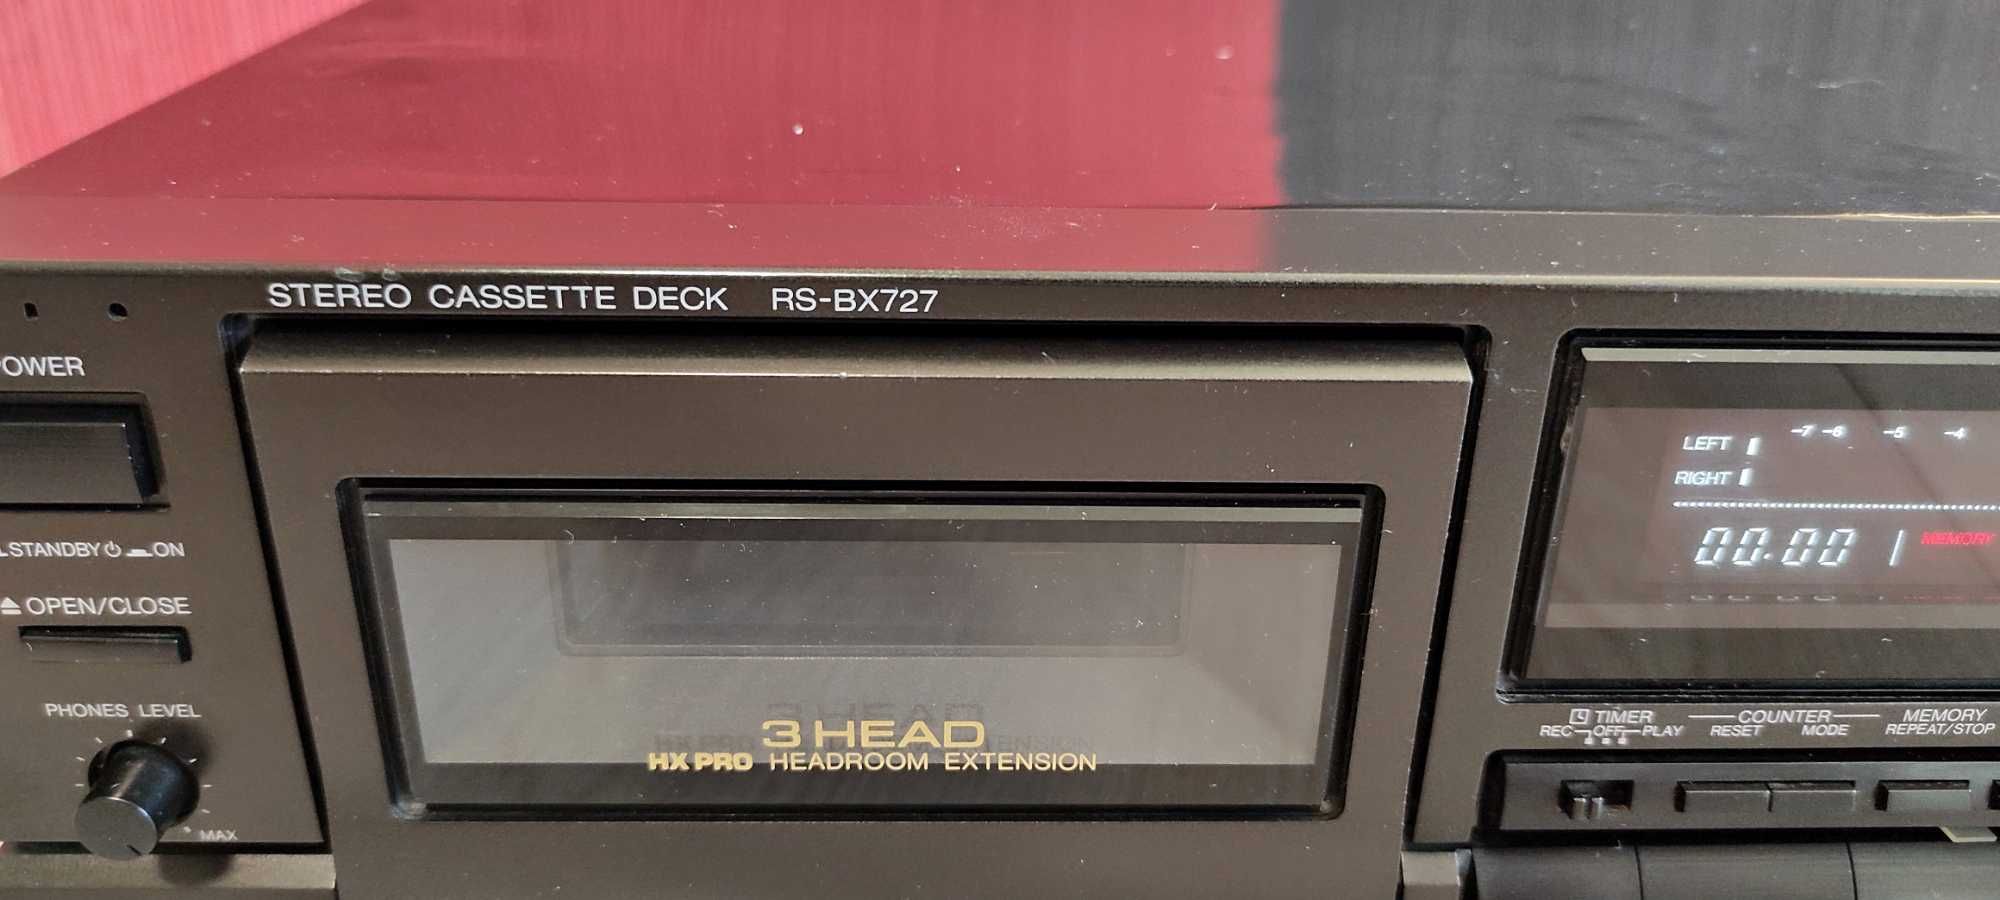 STEREO CASSETTE DECK RS-BX727
POWER
STANDBY ⏻ ON
⏏ OPEN/CLOSE
PHONES LEVEL
MAX
3 HEAD
HX PRO HEADROOM EXTENSION
-7 -6 -5 -4
LEFT
RIGHT
00.00 MEMORY
TIMER COUNTER MEMORY
REC OFF PLAY RESET MODE REPEAT/STOP